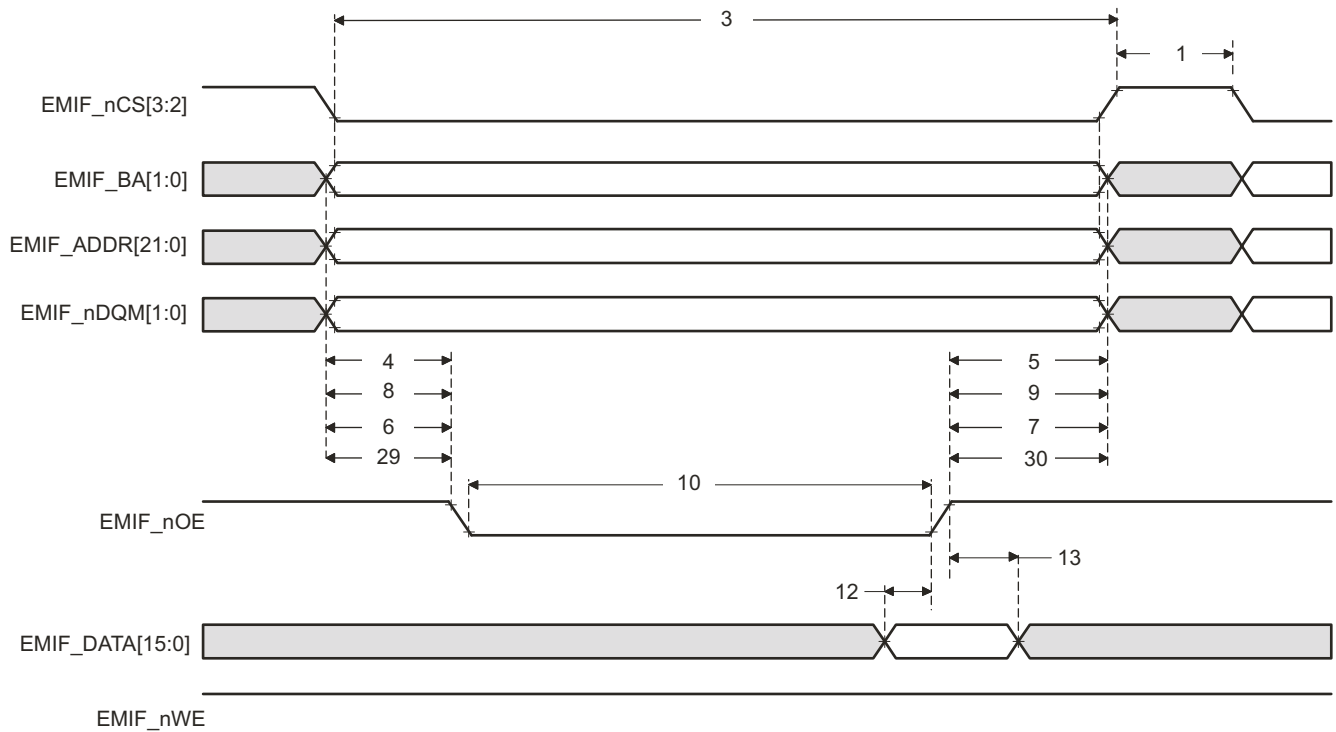 3
1
EMIF_nCS[3:2]
EMIF_BA[1:0]
EMIF_ADDR[21:0]
EMIF_nDQM[1:0]
4 5
8 9
6 7
29 30
10
EMIF_nOE
13
12
EMIF_DATA[15:0]
EMIF_nWE